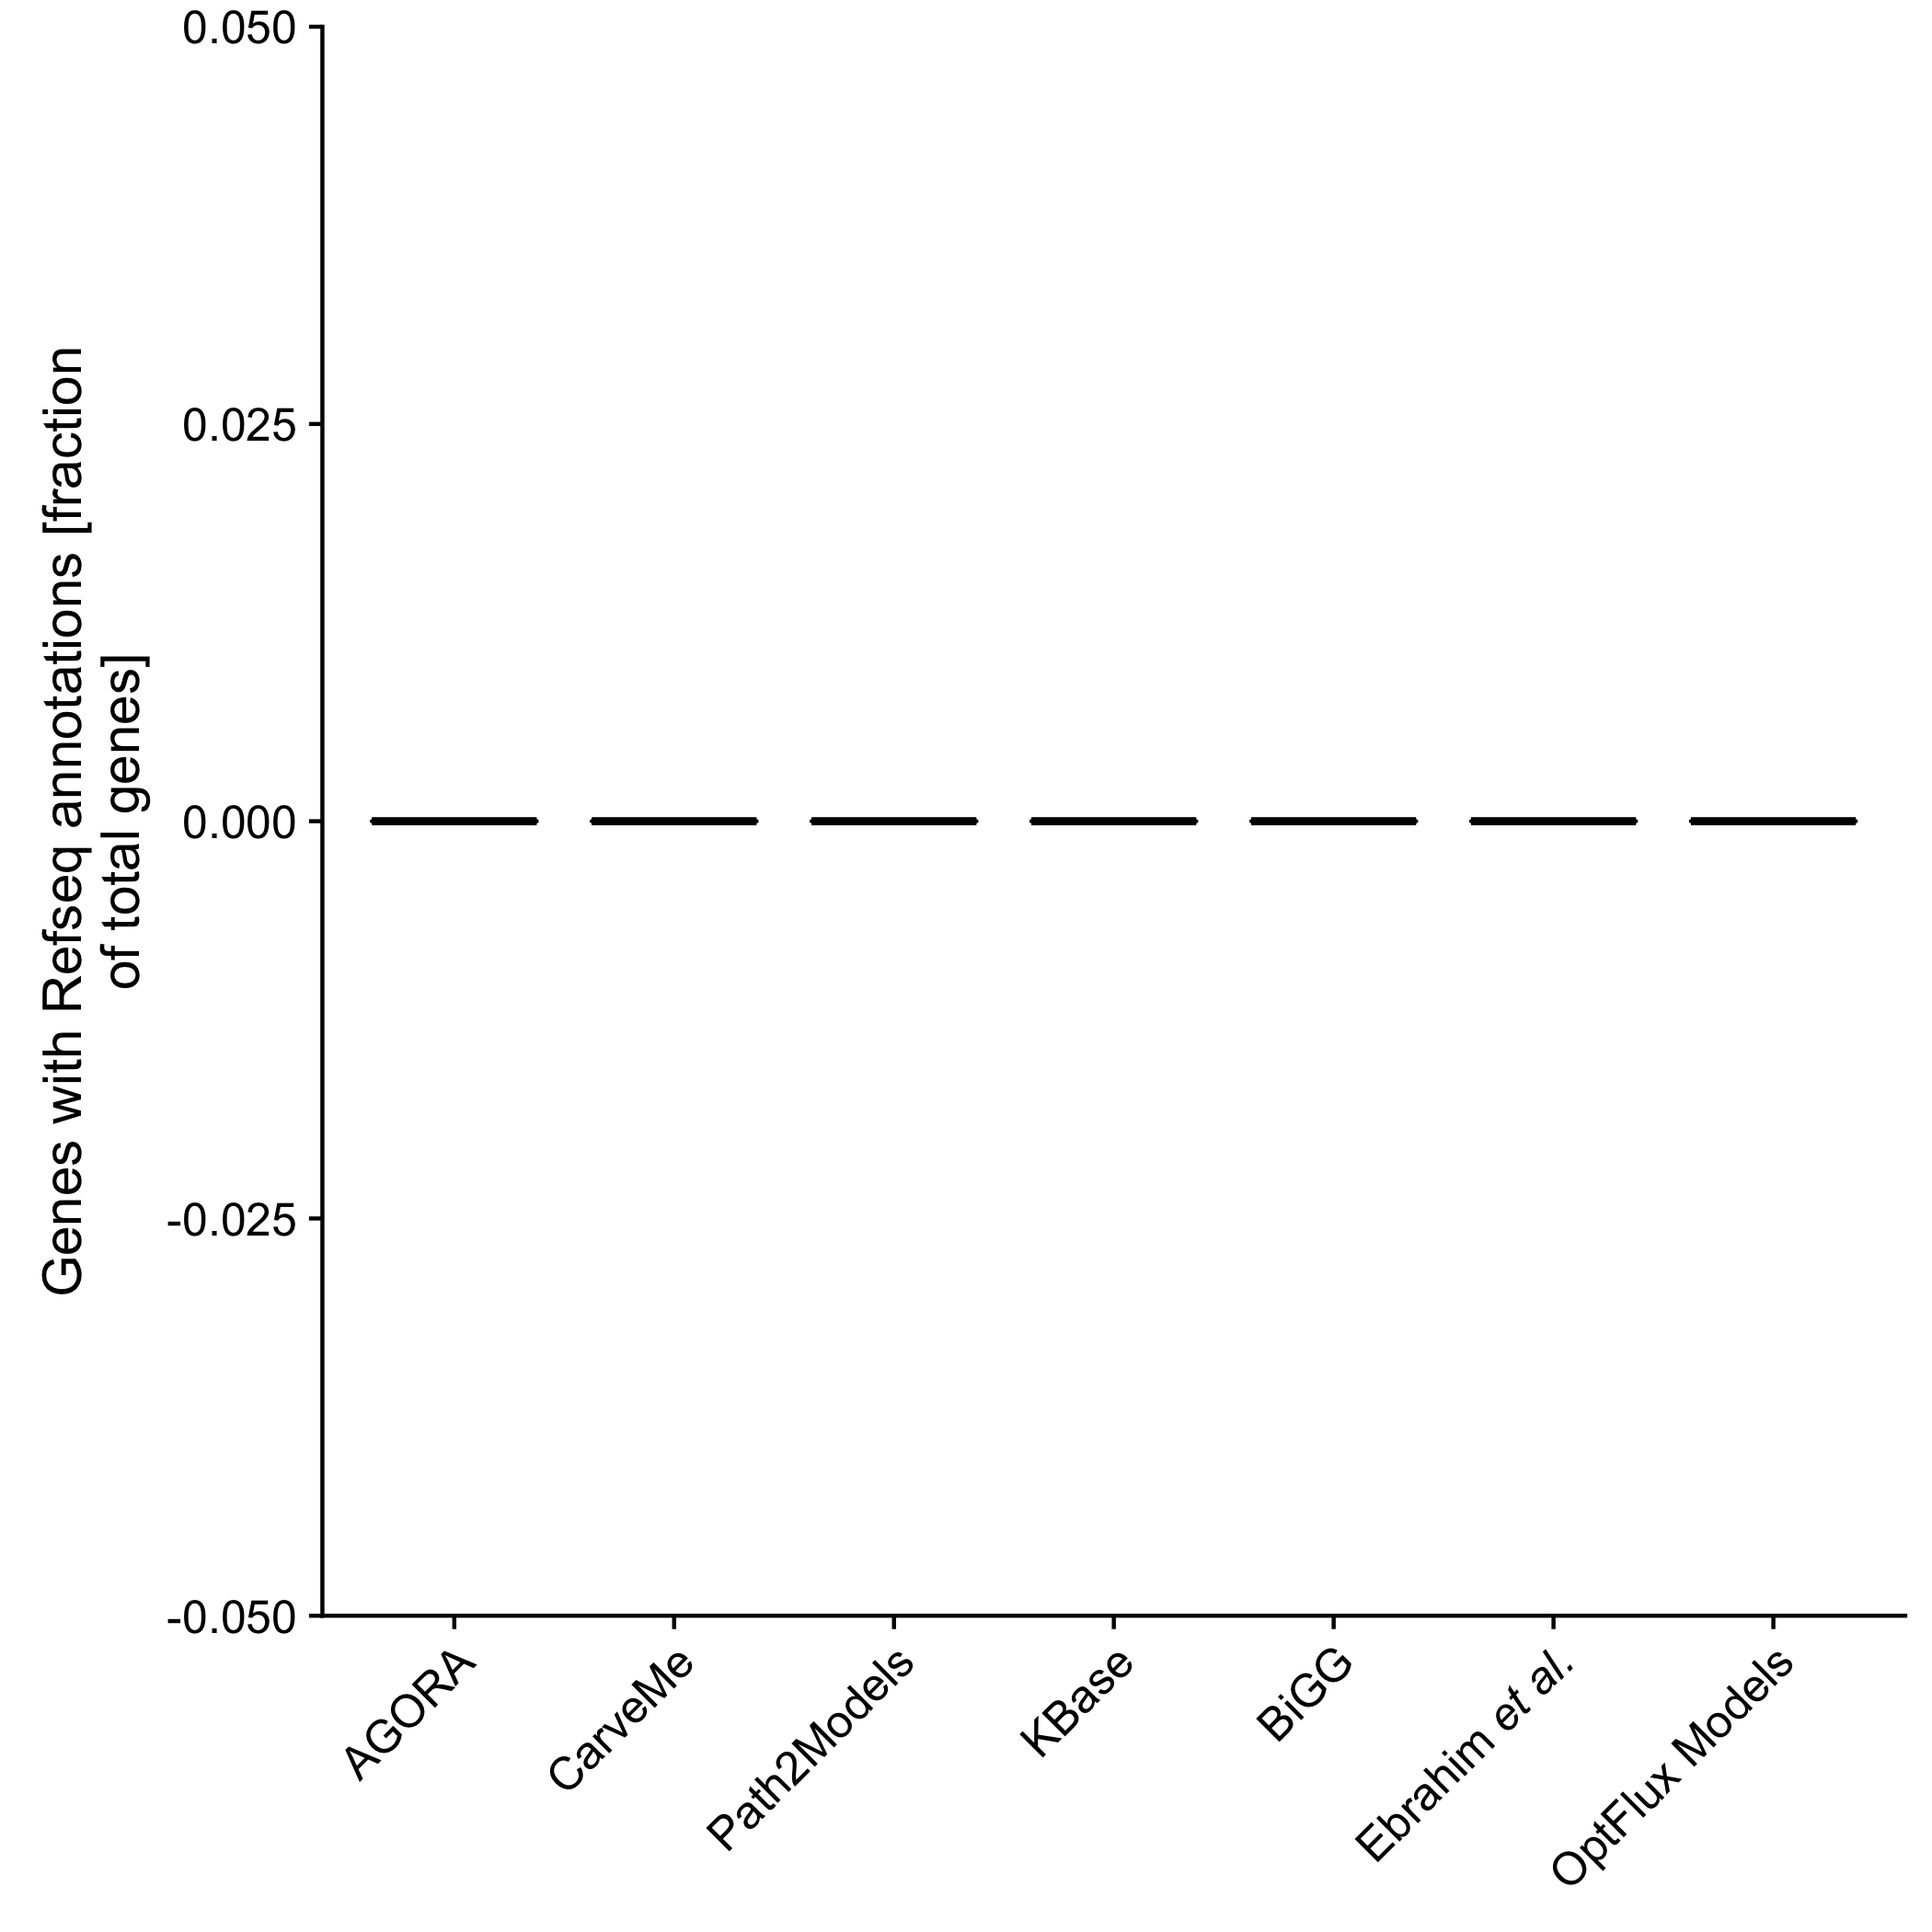 Genes with Refseq annotations [fraction
of total genes]
0.050
0.025
0.000
-0.025
-0.050
AGORA
CarveMe
Path2Models
KBase
BiGG
Ebrahim et al.
OptFlux Models